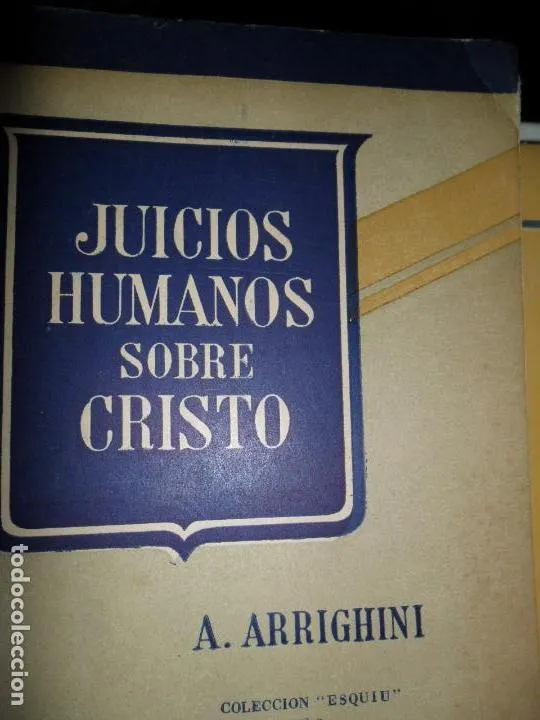 JUICIOS
HUMANOS
SOBRE
CRISTO
A. ARRIGHINI
COLECCION "ESQUIU"
todocoleccion